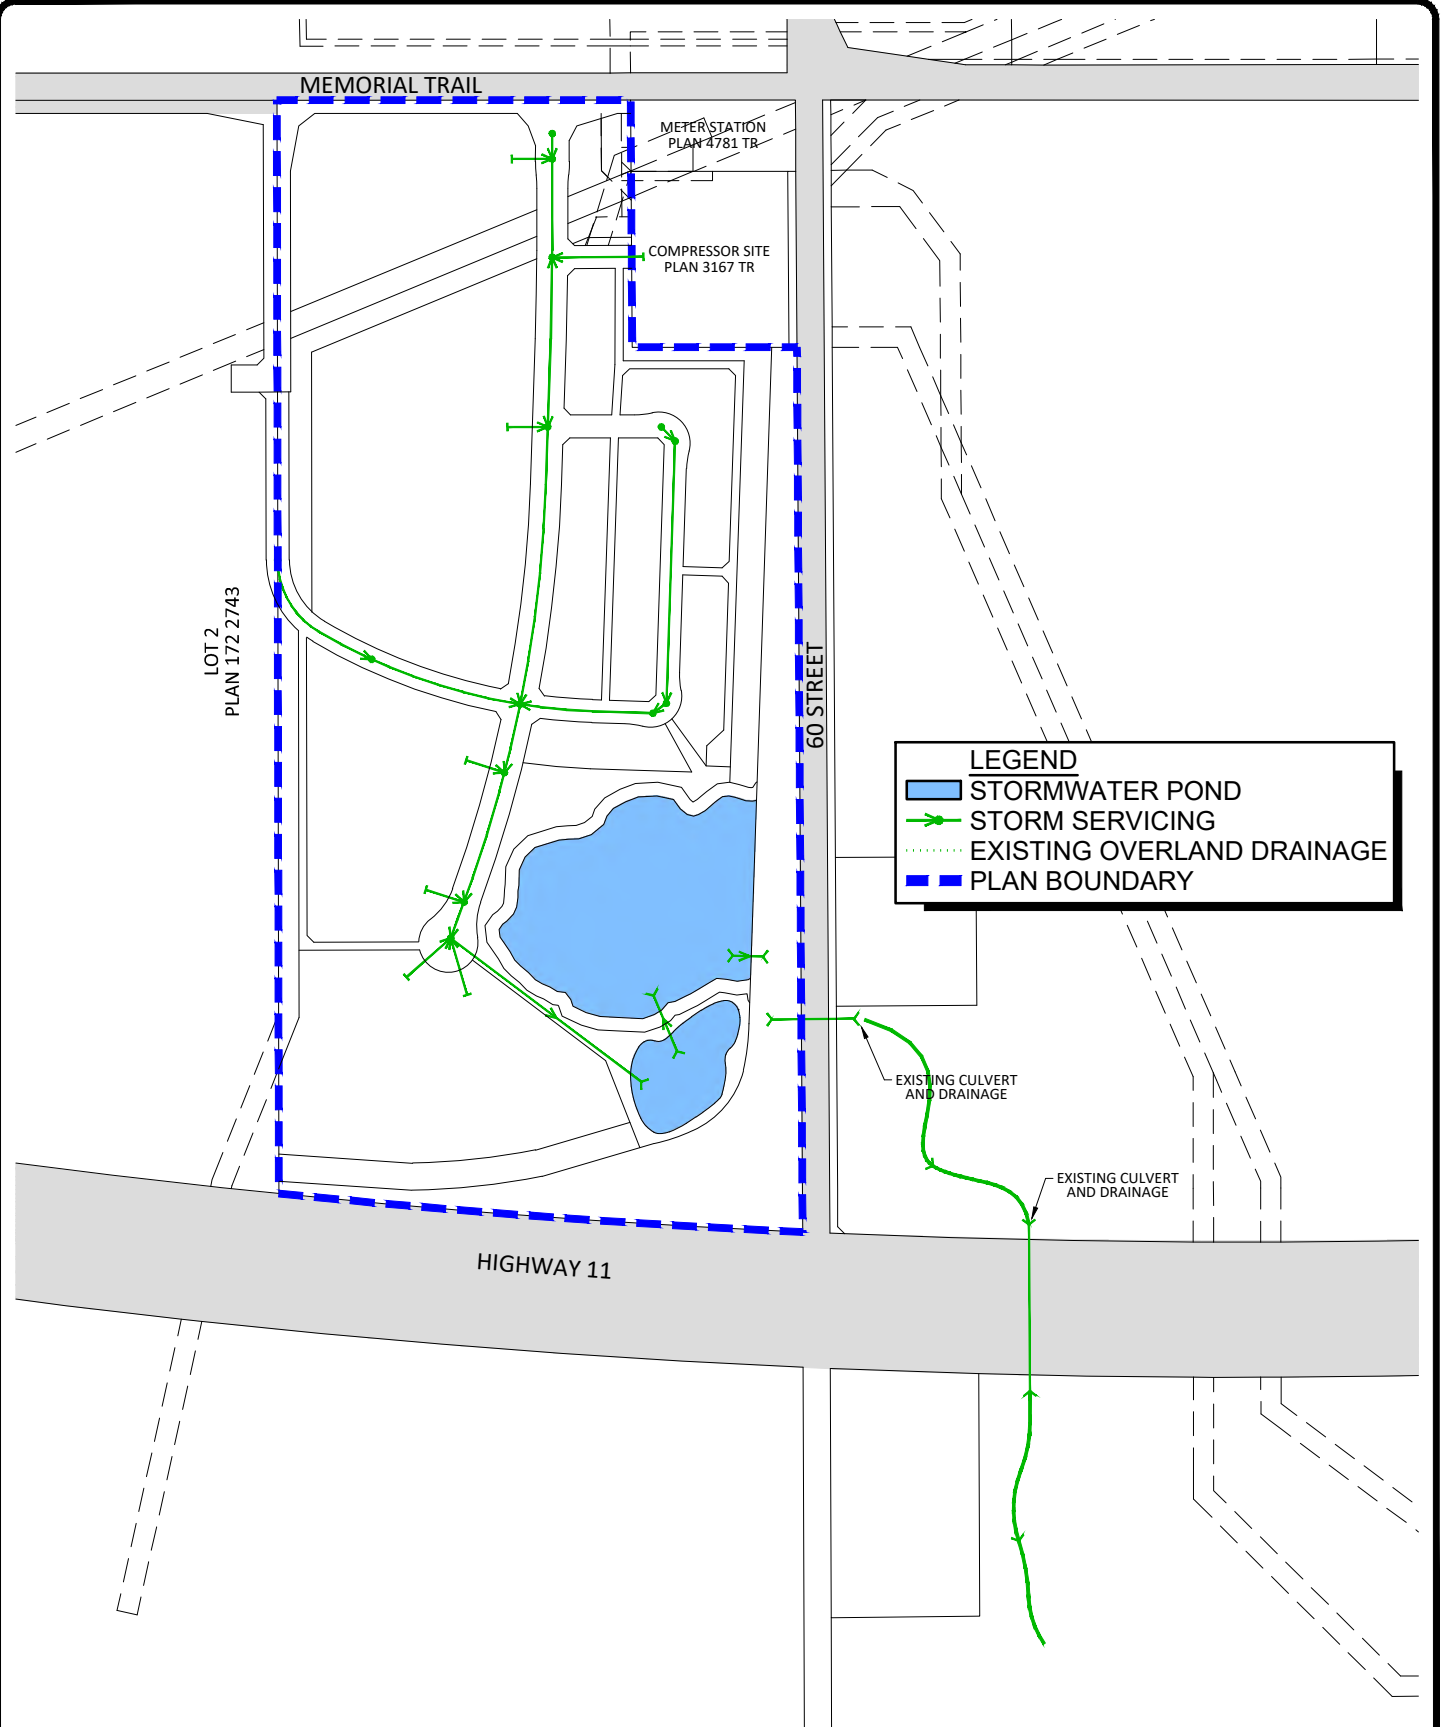 MEMORIAL TRAIL
METER STATION
PLAN 4781 TR
COMPRESSOR SITE
PLAN 3167 TR
LOT 2
PLAN 172 2743
60 STREET
LEGEND
STORMWATER POND
STORM SERVICING
EXISTING OVERLAND DRAINAGE
PLAN BOUNDARY
EXISTING CULVERT
AND DRAINAGE
EXISTING CULVERT
AND DRAINAGE
HIGHWAY 11